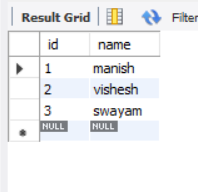 Result Grid Filter
id name
1 manish
2 vishesh
3 swayam
NULL NULL